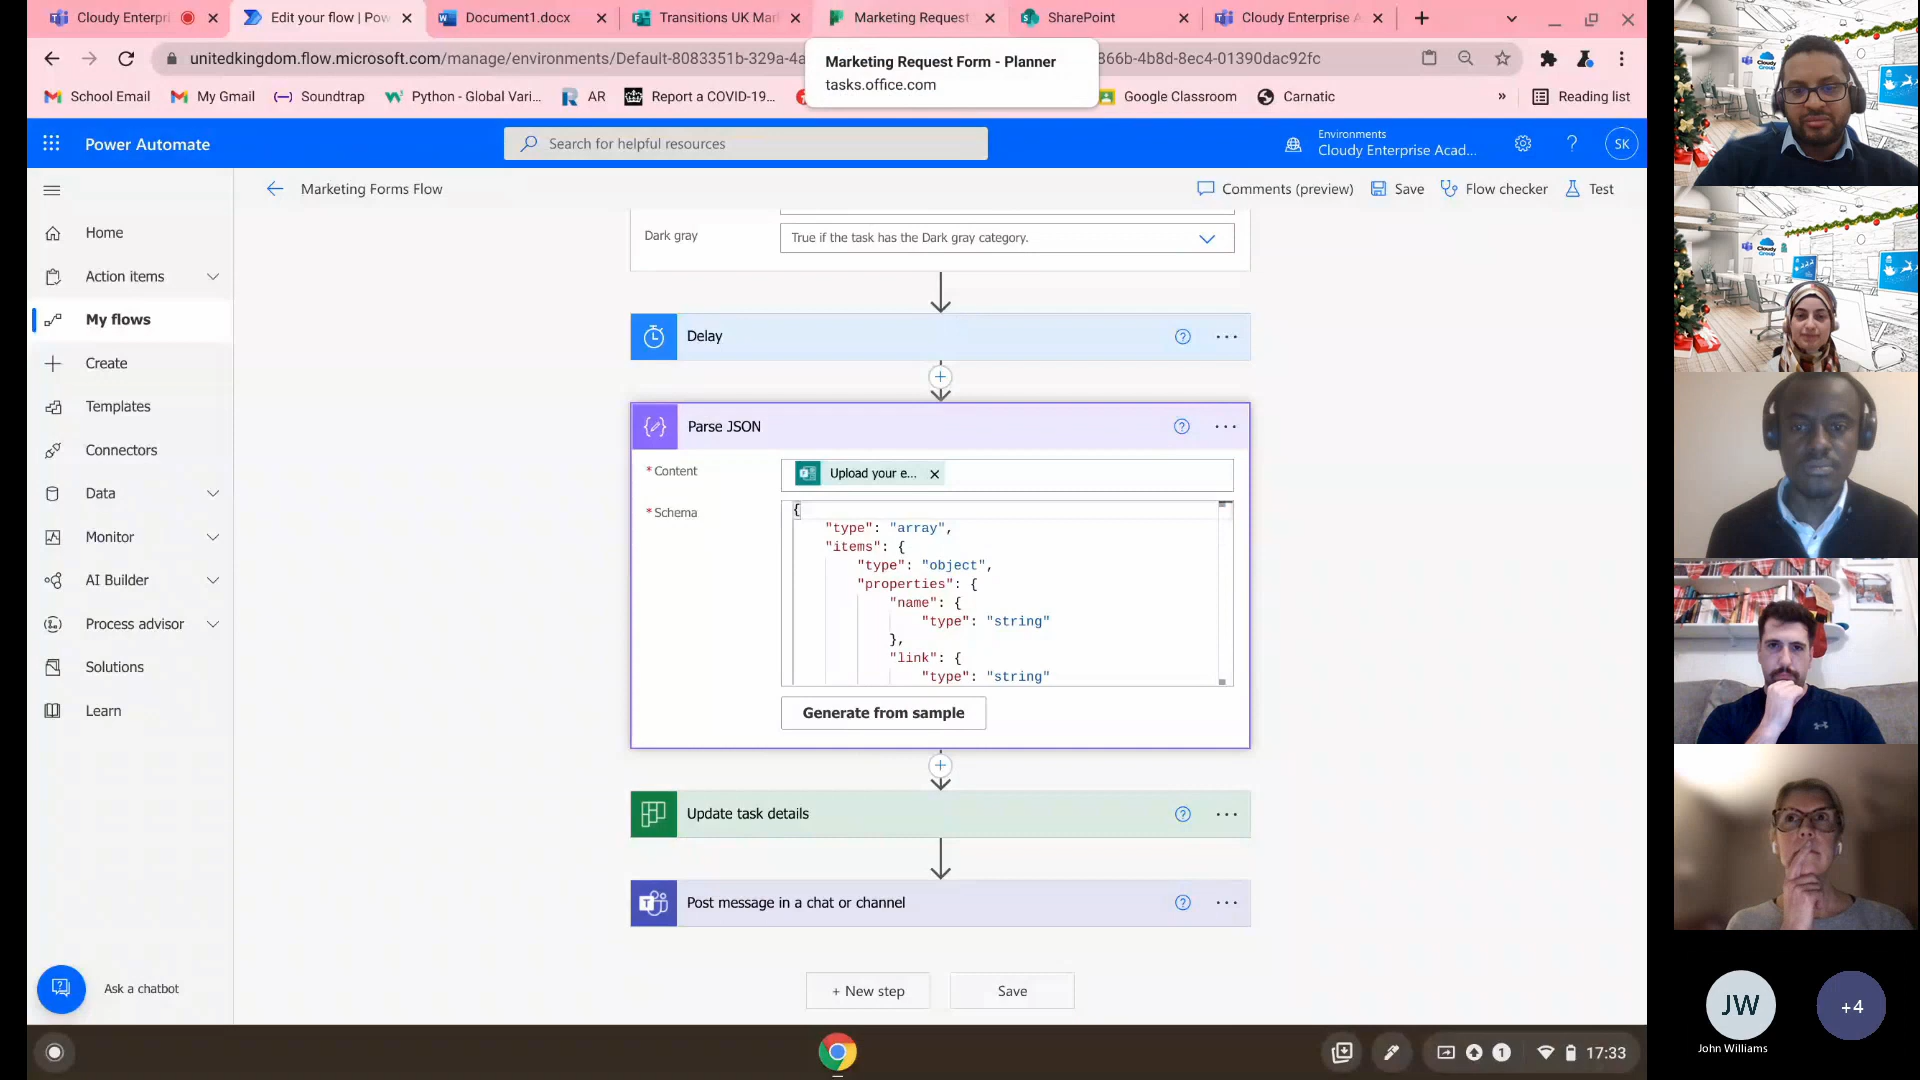 Cloudy Enterpri
Edit your flow | Pow
Document1.docx
Transitions UK Mar
Marketing Request
SharePoint
Cloudy Enterprise A
unitedkingdom.flow.microsoft.com/manage/environments/Default-8083351b-329a-4a
866b-4b8d-8ec4-01390dac92fc
Marketing Request Form - Planner
tasks.office.com
School Email
My Gmail
Soundtrap
Python - Global Vari...
AR
Report a COVID-19...
Google Classroom
Carnatic
»
Reading list
Power Automate
Search for helpful resources
Environments
Cloudy Enterprise Acad...
SK
Marketing Forms Flow
Comments (preview)
Save
Flow checker
Test
Home
Action items
My flows
Create
Templates
Connectors
Data
Monitor
AI Builder
Process advisor
Solutions
Learn
Ask a chatbot
Dark gray
True if the task has the Dark gray category.
Delay
Parse JSON
* Content
Upload your e...
* Schema
{
"type": "array",
"items": {
"type": "object",
"properties": {
"name": {
"type": "string"
},
"link": {
"type": "string"
Generate from sample
Update task details
Post message in a chat or channel
+ New step
Save
1
17:33
Cloudy
Group
Cloudy
Group
JW
John Williams
+4